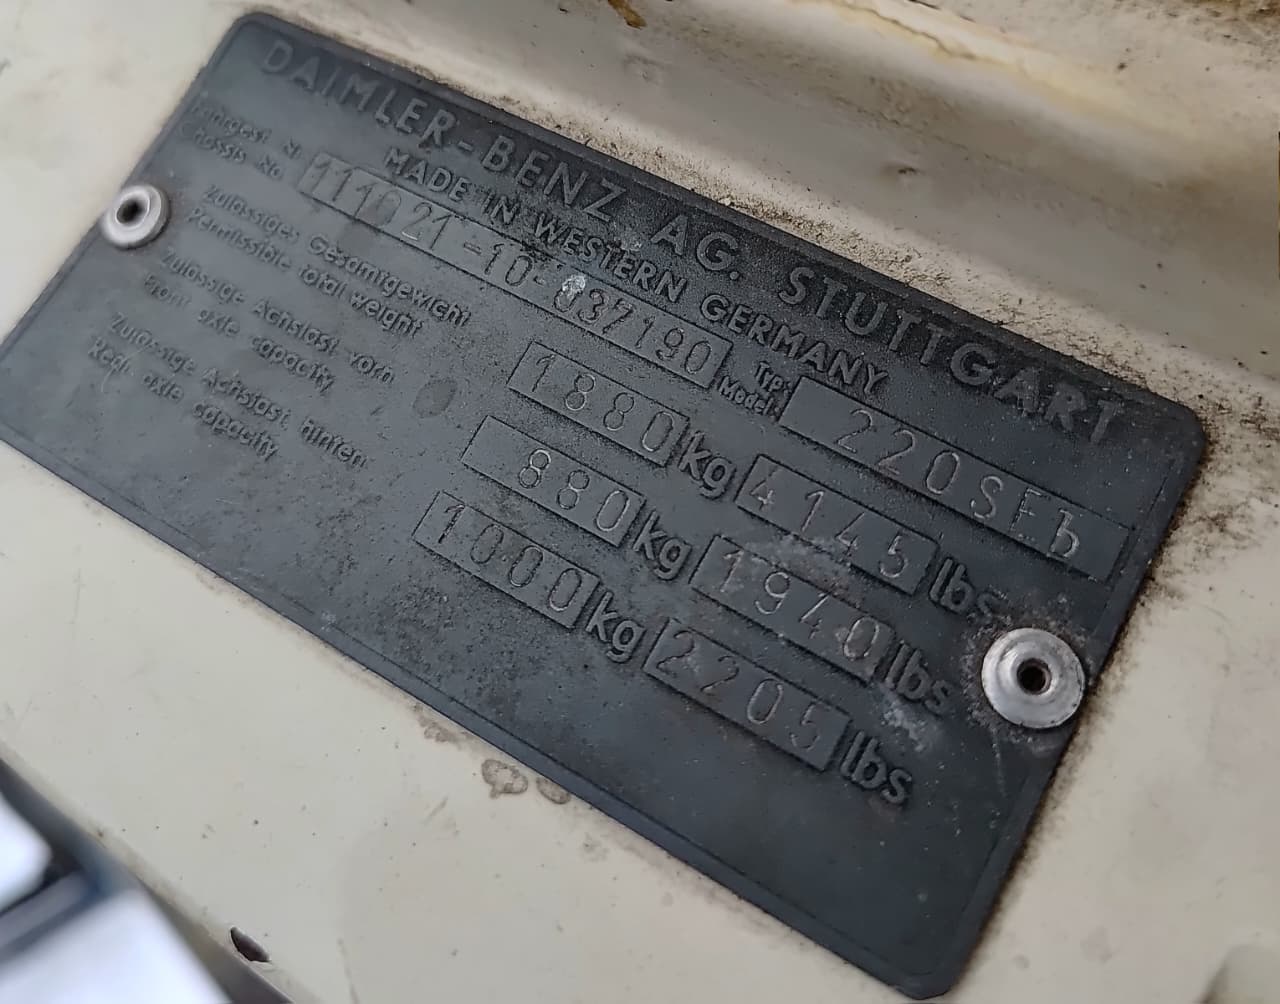 DAIMLER-BENZ AG. STUTTGART
MADE IN WESTERN GERMANY
Fahrgest. Nr.
Chassis No. 111021-10-037190 Typ:
Model: 220SEb
Zulässiges Gesamtgewicht
Permissible total weight 1880 kg 4145 lbs
Zulässige Achslast vorn
Front axle capacity 880 kg 1940 lbs
Zulässige Achslast hinten
Rear axle capacity 1000 kg 2205 lbs